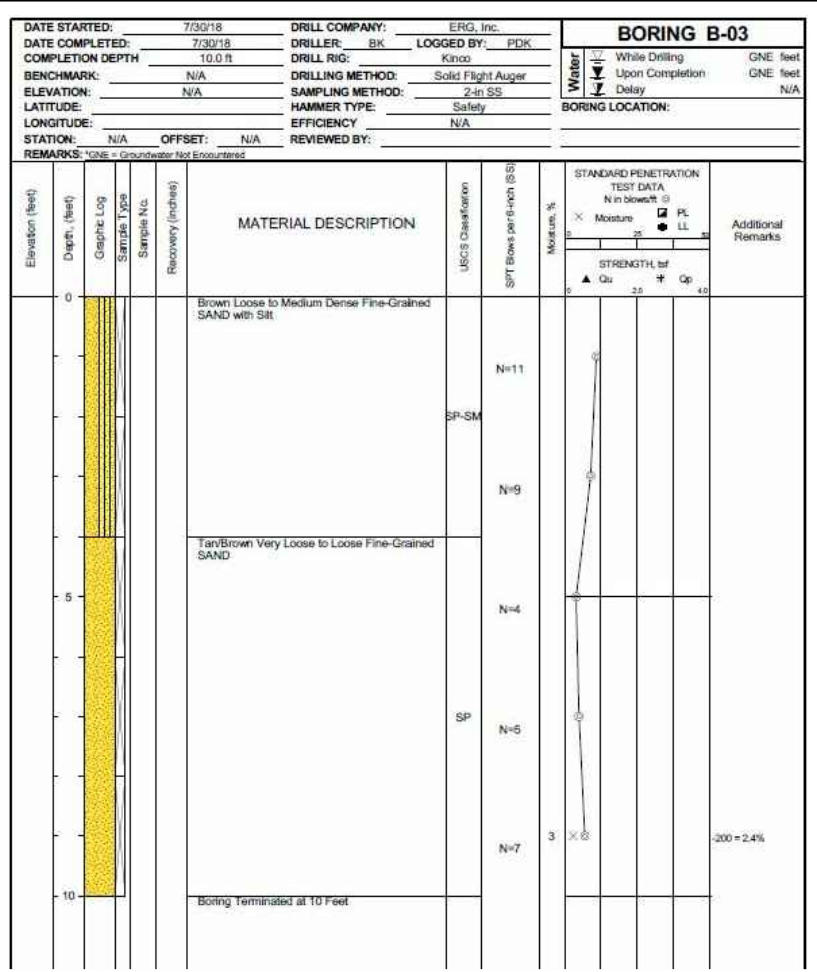 DATE STARTED: 7/30/18 DRILL COMPANY: ERG, Inc. BORING B-03
DATE COMPLETED: 7/30/18 DRILLER: BK LOGGED BY: PDK
COMPLETION DEPTH 10.0 ft DRILL RIG: Kinco
BENCHMARK: N/A DRILLING METHOD: Solid Flight Auger
ELEVATION: N/A SAMPLING METHOD: 2-in SS
LATITUDE: HAMMER TYPE: Safety
LONGITUDE: EFFICIENCY N/A
STATION: N/A OFFSET: N/A REVIEWED BY:
REMARKS: *GNE = Groundwater Not Encountered
Water
While Drilling GNE feet
Upon Completion GNE feet
Delay N/A
BORING LOCATION:
Elevation (feet)
Depth, (feet)
Graphic Log
Sample Type
Sample No.
Recovery (inches)
MATERIAL DESCRIPTION
USCS Classification
SPT Blows per 6-inch (SS)
Moisture, %
STANDARD PENETRATION
TEST DATA
N in blows/ft ◎
× Moisture PL
LL
0 25 50
STRENGTH, tsf
▲ Qu ⌗ Qp
0 2.0 4.0
Additional
Remarks
0
Brown Loose to Medium Dense Fine-Grained
SAND with Silt
N=11
SP-SM
N=9
Tan/Brown Very Loose to Loose Fine-Grained
SAND
5
N=4
SP
N=5
N=7
3 ×
-200 = 2.4%
10
Boring Terminated at 10 Feet